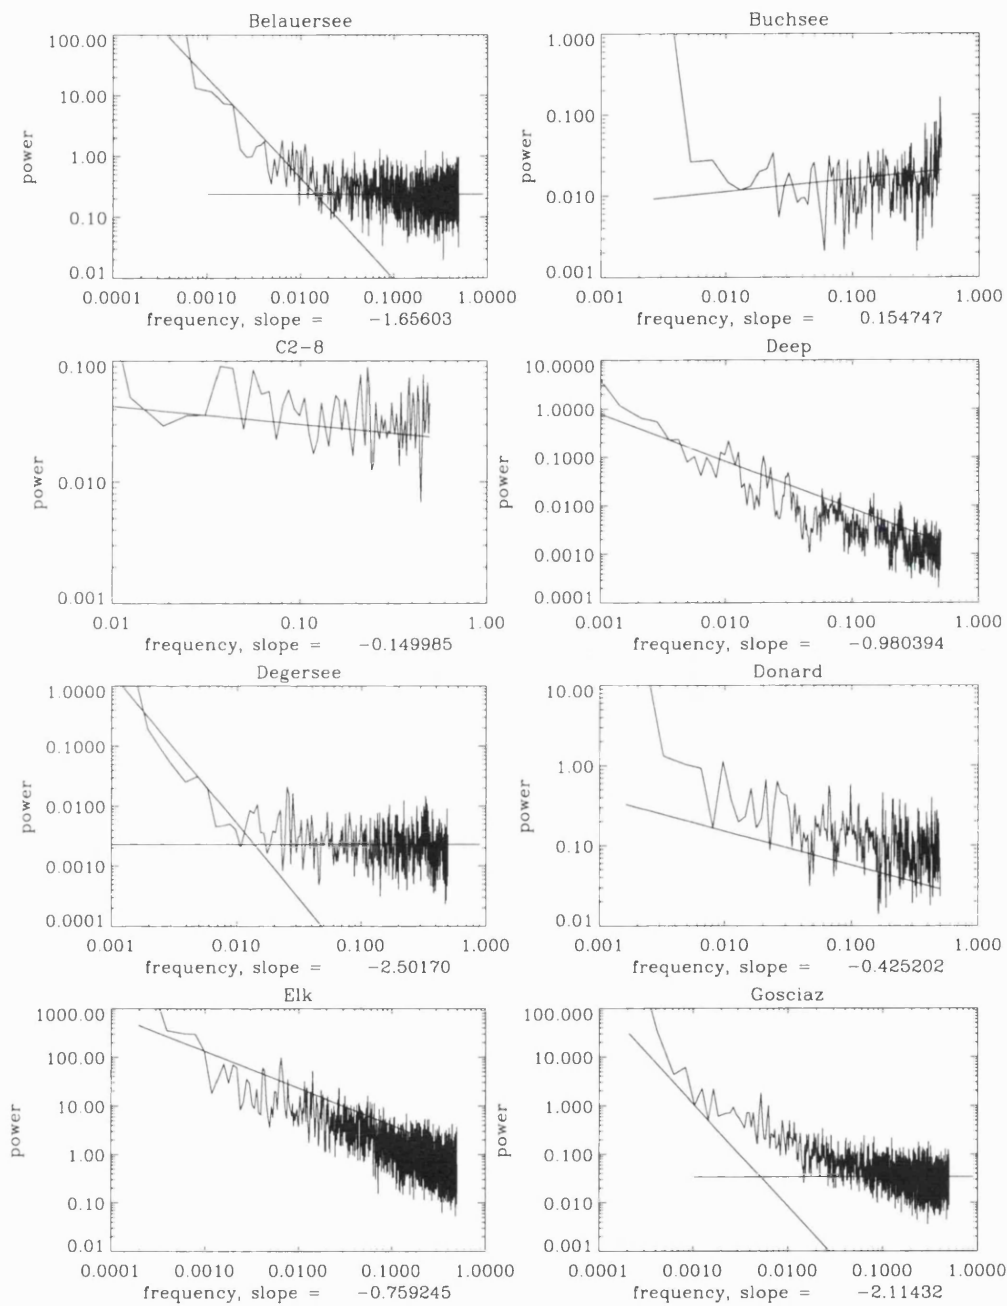 Belauersee
100.00
10.00
1.00
0.10
0.01
power
0.0001 0.0010 0.0100 0.1000 1.0000
frequency, slope = -1.65603
Buchsee
1.000
0.100
0.010
0.001
power
0.001 0.010 0.100 1.000
frequency, slope = 0.154747
C2-8
0.100
0.010
0.001
power
0.01 0.10 1.00
frequency, slope = -0.149985
Deep
10.0000
1.0000
0.1000
0.0100
0.0010
0.0001
power
0.001 0.010 0.100 1.000
frequency, slope = -0.980394
Degersee
1.0000
0.1000
0.0100
0.0010
0.0001
power
0.001 0.010 0.100 1.000
frequency, slope = -2.50170
Donard
10.00
1.00
0.10
0.01
power
0.001 0.010 0.100 1.000
frequency, slope = -0.425202
Elk
1000.00
100.00
10.00
1.00
0.10
0.01
power
0.0001 0.0010 0.0100 0.1000 1.0000
frequency, slope = -0.759245
Gosciaz
100.000
10.000
1.000
0.100
0.010
0.001
power
0.0001 0.0010 0.0100 0.1000 1.0000
frequency, slope = -2.11432